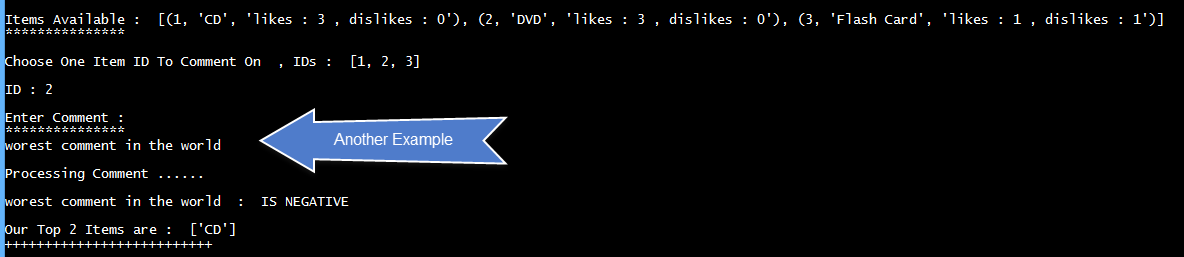 Items Available :  [(1, 'CD', 'likes : 3 , dislikes : 0'), (2, 'DVD', 'likes : 3 , dislikes : 0'), (3, 'Flash Card', 'likes : 1 , dislikes : 1')]
***************
Choose One Item ID To Comment On  , IDs :  [1, 2, 3]
ID : 2
Enter Comment :
***************
worest comment in the world
Another Example
Processing Comment ......
worest comment in the world  :  IS NEGATIVE
Our Top 2 Items are :  ['CD']
++++++++++++++++++++++++++